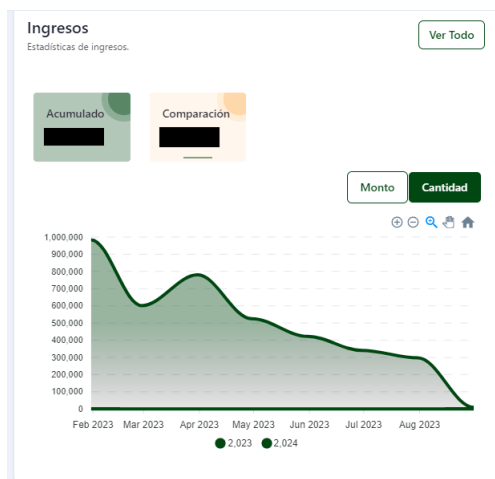 Ingresos
Ver Todo
Estadísticas de ingresos.
Acumulado
Comparación
Monto
Cantidad
1,000,000
900,000
800,000
700,000
600,000
500,000
400,000
300,000
200,000
100,000
0
Feb 2023 Mar 2023 Apr 2023 May 2023 Jun 2023 Jul 2023 Aug 2023
2,023 2,024